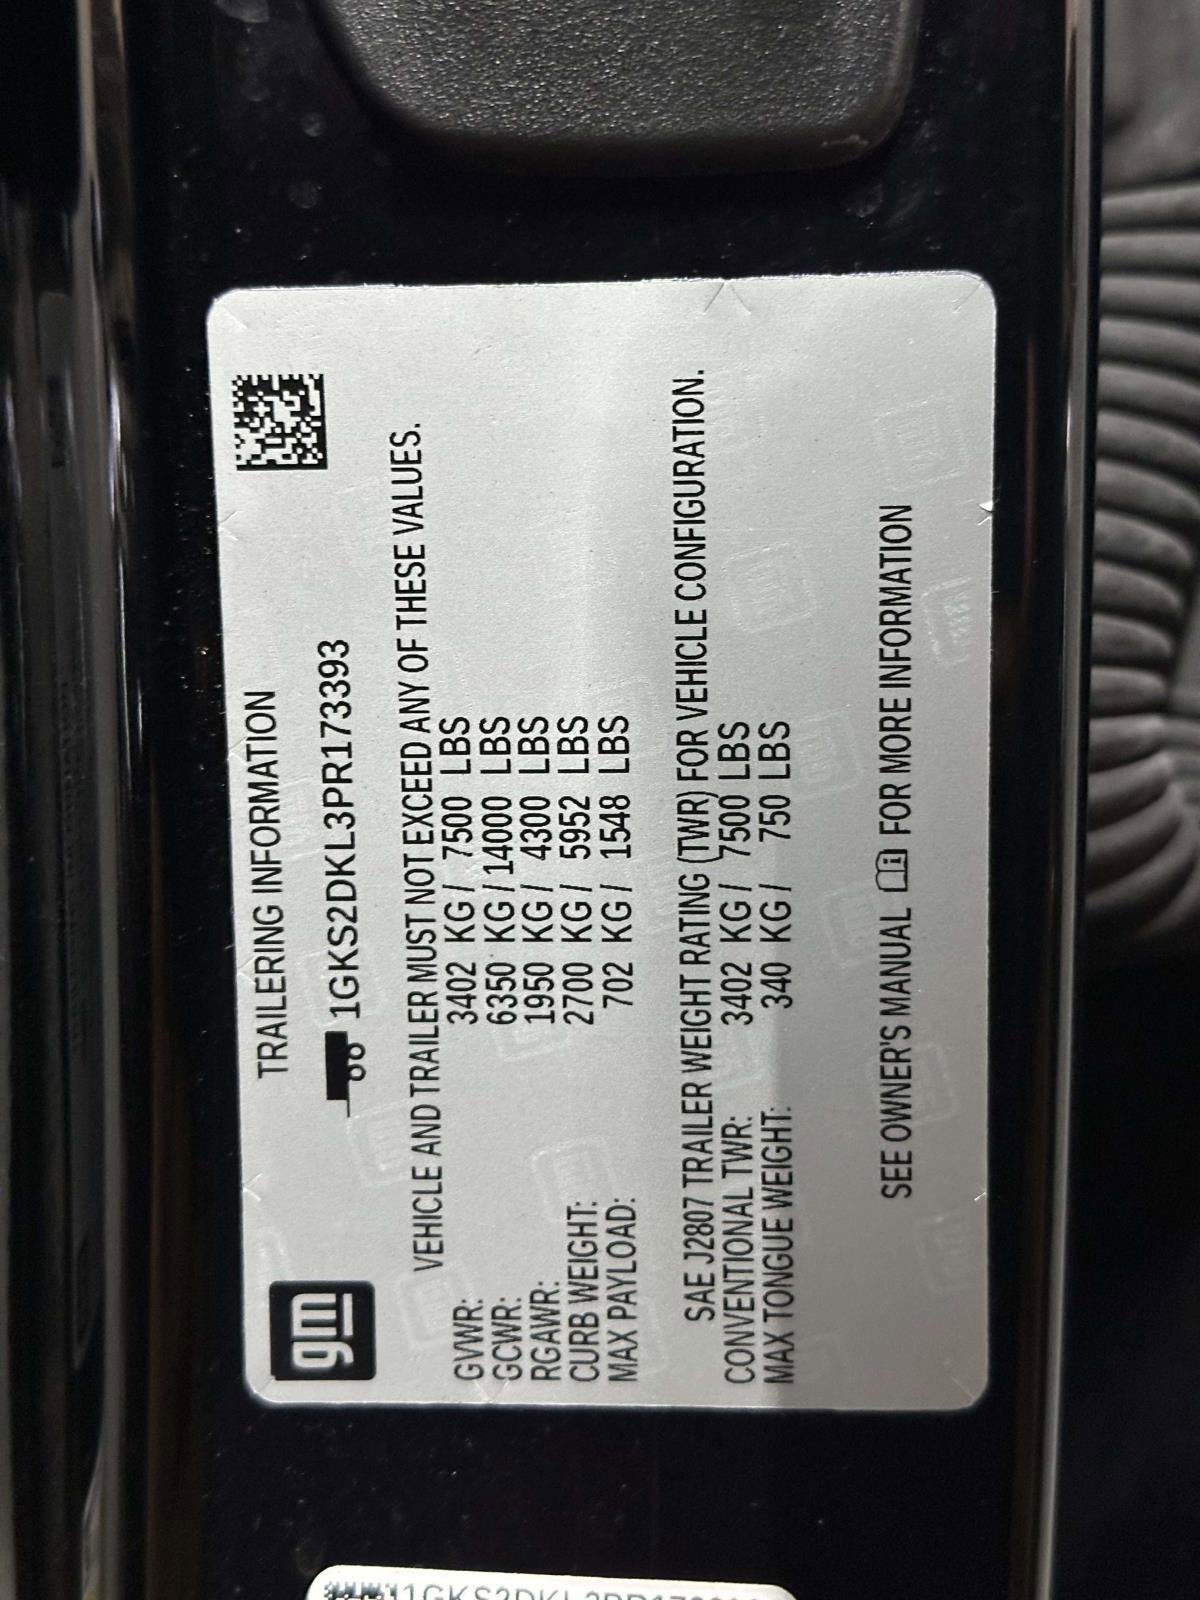 gm
TRAILERING INFORMATION
1GKS2DKL3PR173393
VEHICLE AND TRAILER MUST NOT EXCEED ANY OF THESE VALUES.
GVWR: 3402 KG / 7500 LBS
GCWR: 6350 KG / 14000 LBS
RGAWR: 1950 KG / 4300 LBS
CURB WEIGHT: 2700 KG / 5952 LBS
MAX PAYLOAD: 702 KG / 1548 LBS
SAE J2807 TRAILER WEIGHT RATING (TWR) FOR VEHICLE CONFIGURATION.
CONVENTIONAL TWR: 3402 KG / 7500 LBS
MAX TONGUE WEIGHT: 340 KG / 750 LBS
SEE OWNER'S MANUAL FOR MORE INFORMATION